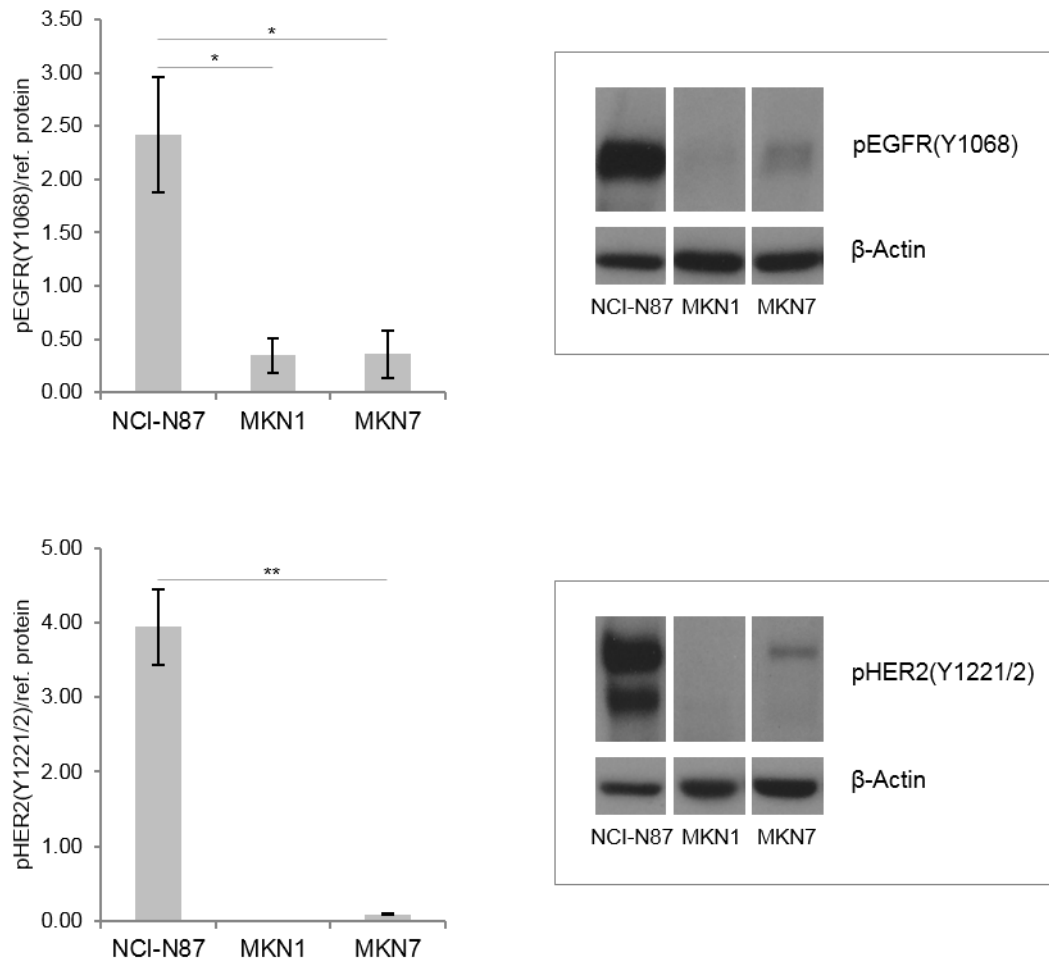 3.50
3.00
2.50
2.00
1.50
1.00
0.50
0.00
pEGFR(Y1068)/ref. protein
*
*
NCI-N87 MKN1 MKN7
pEGFR(Y1068)
β-Actin
NCI-N87 MKN1 MKN7
5.00
4.00
3.00
2.00
1.00
0.00
pHER2(Y1221/2)/ref. protein
**
NCI-N87 MKN1 MKN7
pHER2(Y1221/2)
β-Actin
NCI-N87 MKN1 MKN7